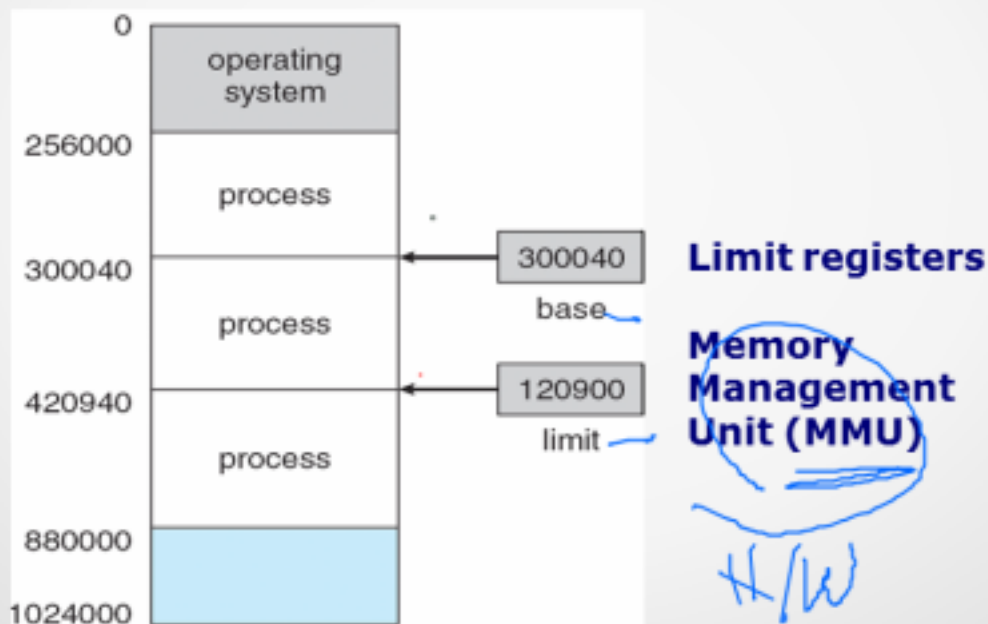 0
operating
system
256000
process
300040
300040
base
Limit registers
process
Memory
Management
Unit (MMU)
420940
120900
limit
process
880000
H/W
1024000